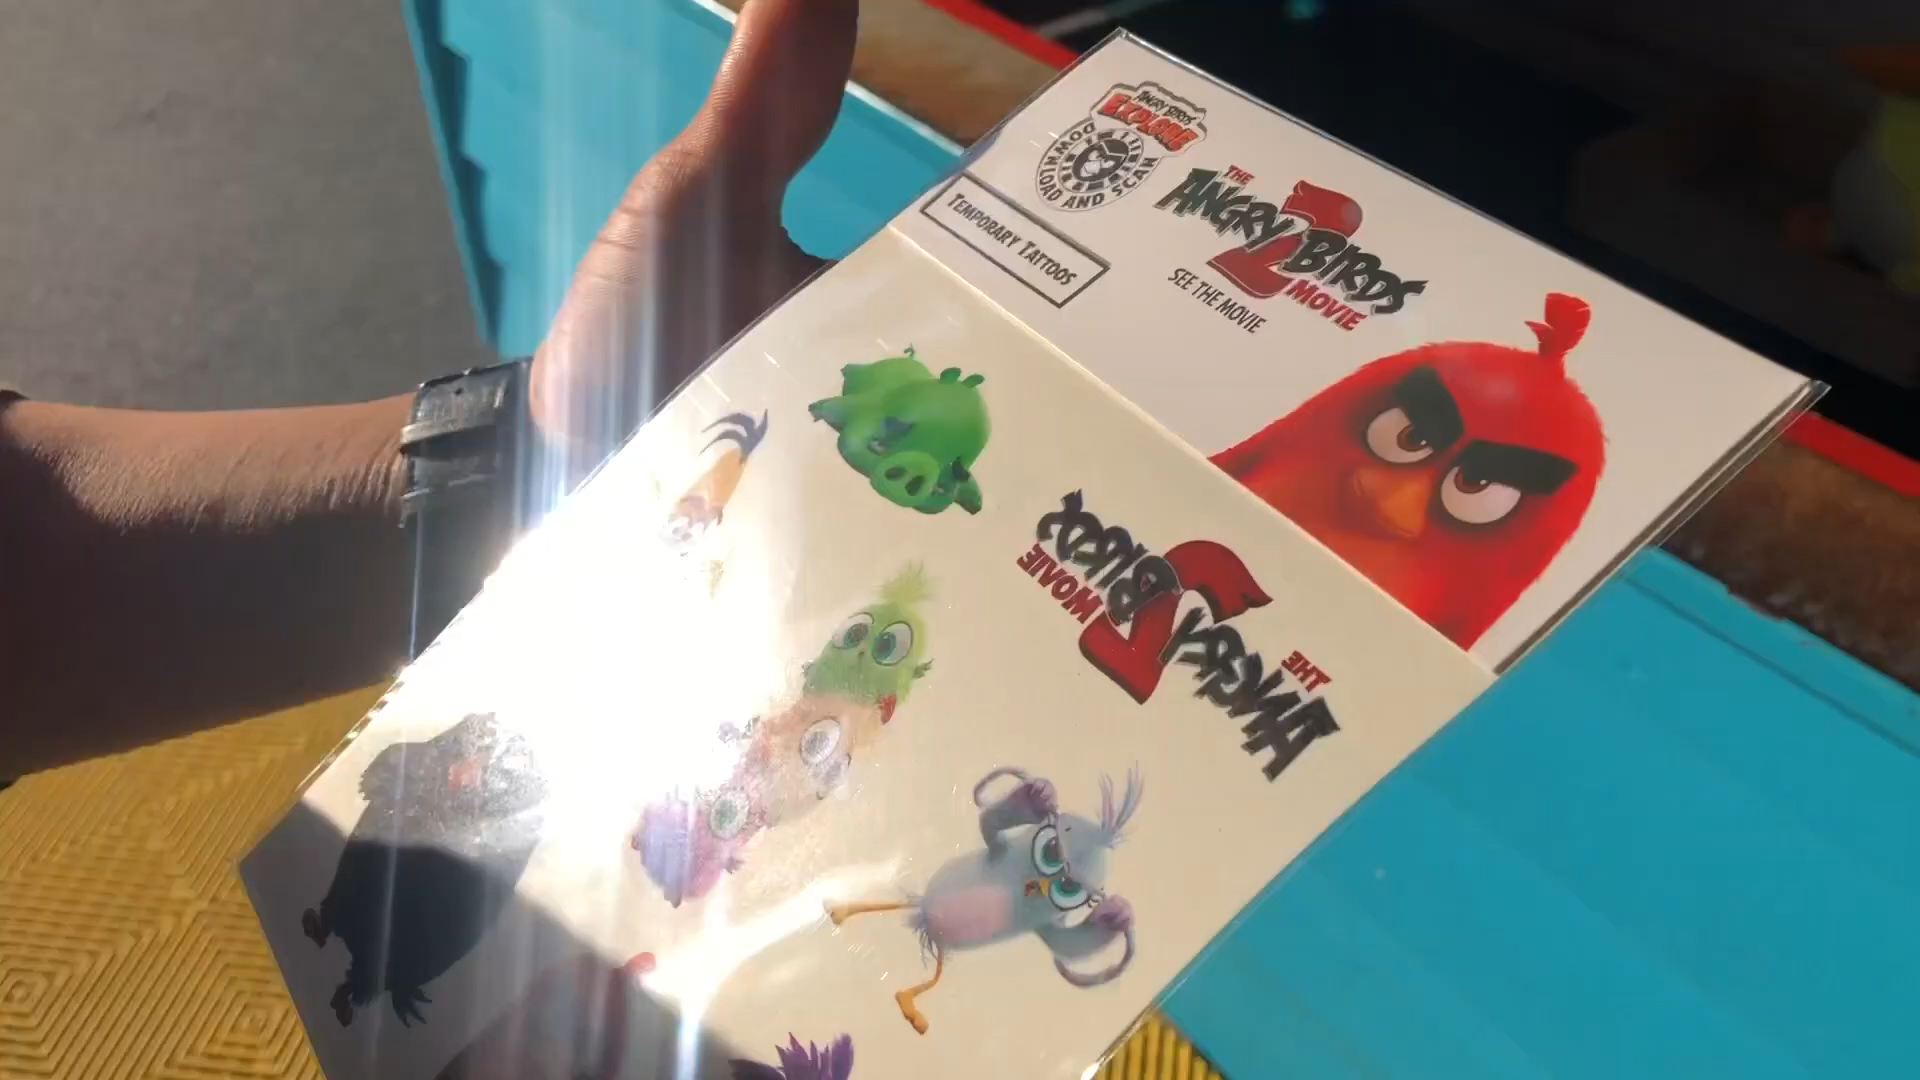 ANGRY BIRDS
EXPLORE
DOWNLOAD AND SCAN
TEMPORARY TATTOOS
THE
ANGRY BIRDS
2
MOVIE
SEE THE MOVIE
THE
ANGRY BIRDS
2
MOVIE